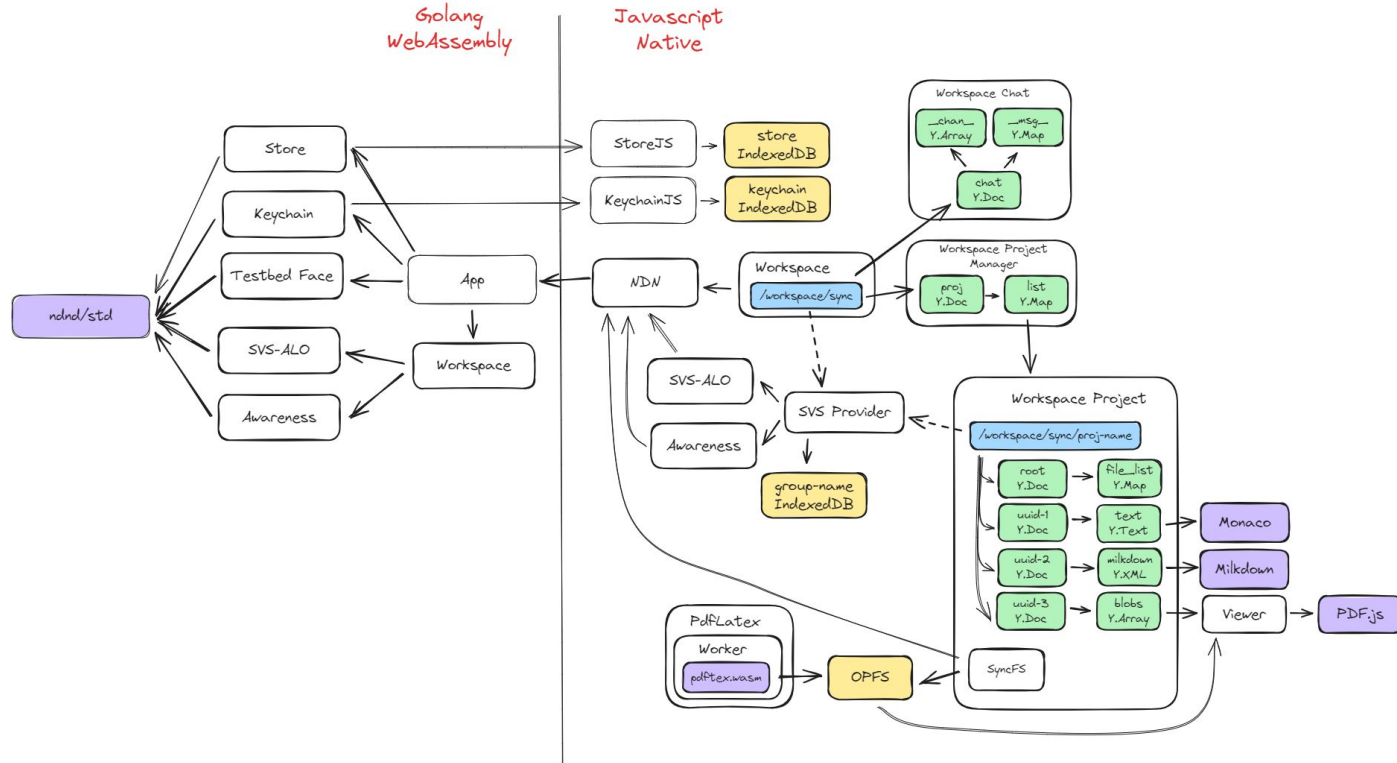 Golang
WebAssembly
Javascript
Native
Store
Keychain
Testbed Face
SVS-ALO
Awareness
ndnd/std
App
Workspace
StoreJS
store
IndexedDB
KeychainJS
keychain
IndexedDB
NDN
Workspace
/workspace/sync
Workspace Chat
__chan__
Y.Array
__msg__
Y.Map
chat
Y.Doc
Workspace Project
Manager
proj
Y.Doc
list
Y.Map
SVS-ALO
Awareness
SVS Provider
group-name
IndexedDB
Workspace Project
/workspace/sync/proj-name
root
Y.Doc
file_list
Y.Map
uuid-1
Y.Doc
text
Y.Text
Monaco
uuid-2
Y.Doc
milkdown
Y.XML
Milkdown
uuid-3
Y.Doc
blobs
Y.Array
Viewer
PDF.js
SyncFS
PdfLatex
Worker
pdftex.wasm
OPFS